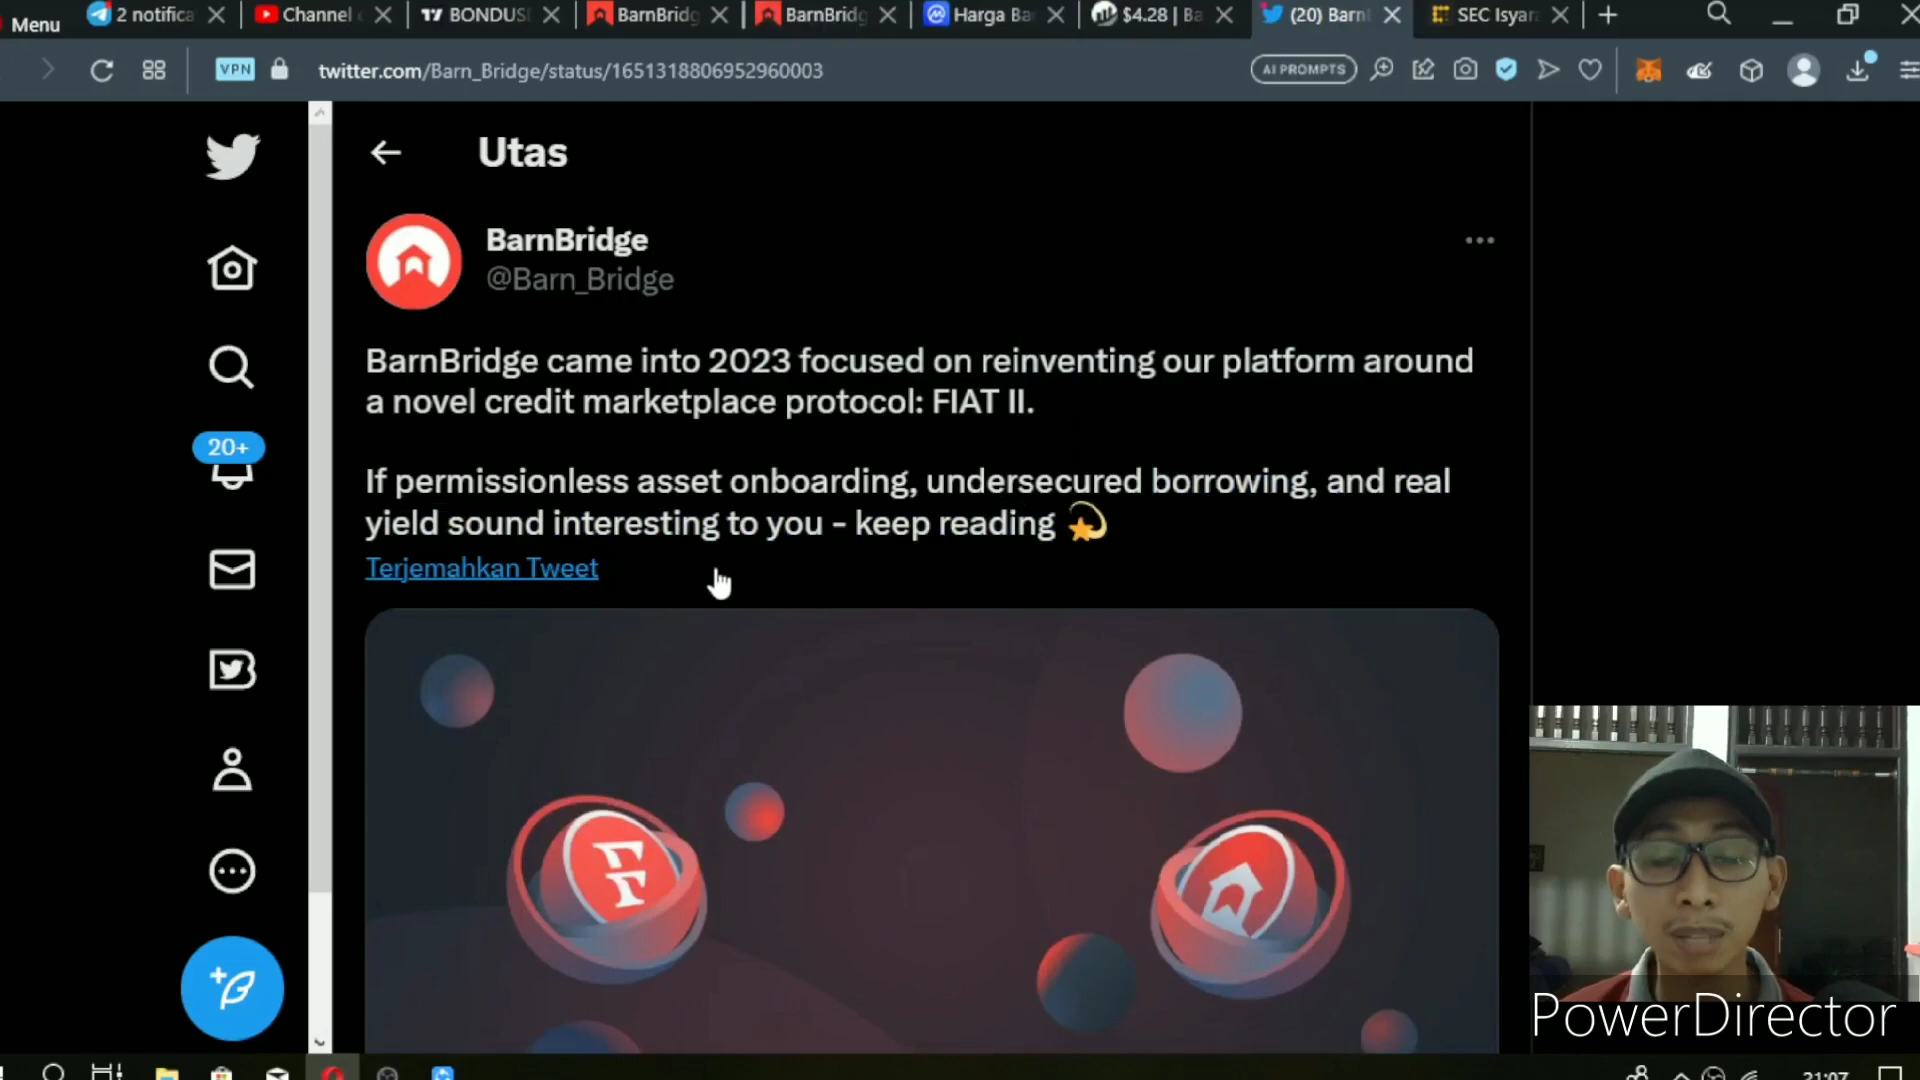 Menu
2 notifica
Channel
BONDUS
BarnBridg
BarnBridg
Harga Ba
$4.28 | Ba
(20) Barn
SEC Isyar
VPN
twitter.com/Barn_Bridge/status/1651318806952960003
AI PROMPTS
Utas
BarnBridge
@Barn_Bridge
BarnBridge came into 2023 focused on reinventing our platform around
a novel credit marketplace protocol: FIAT II.
If permissionless asset onboarding, undersecured borrowing, and real
yield sound interesting to you - keep reading 💫
Terjemahkan Tweet
20+
PowerDirector
21:07